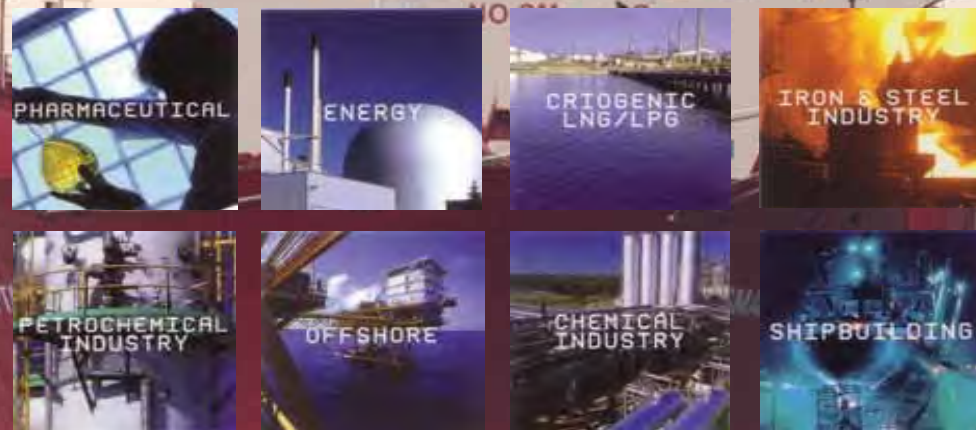 PHARMACEUTICAL
ENERGY
CRIOGENIC
LNG/LPG
IRON & STEEL
INDUSTRY
PETROCHEMICAL
INDUSTRY
OFFSHORE
CHEMICAL
INDUSTRY
SHIPBUILDING